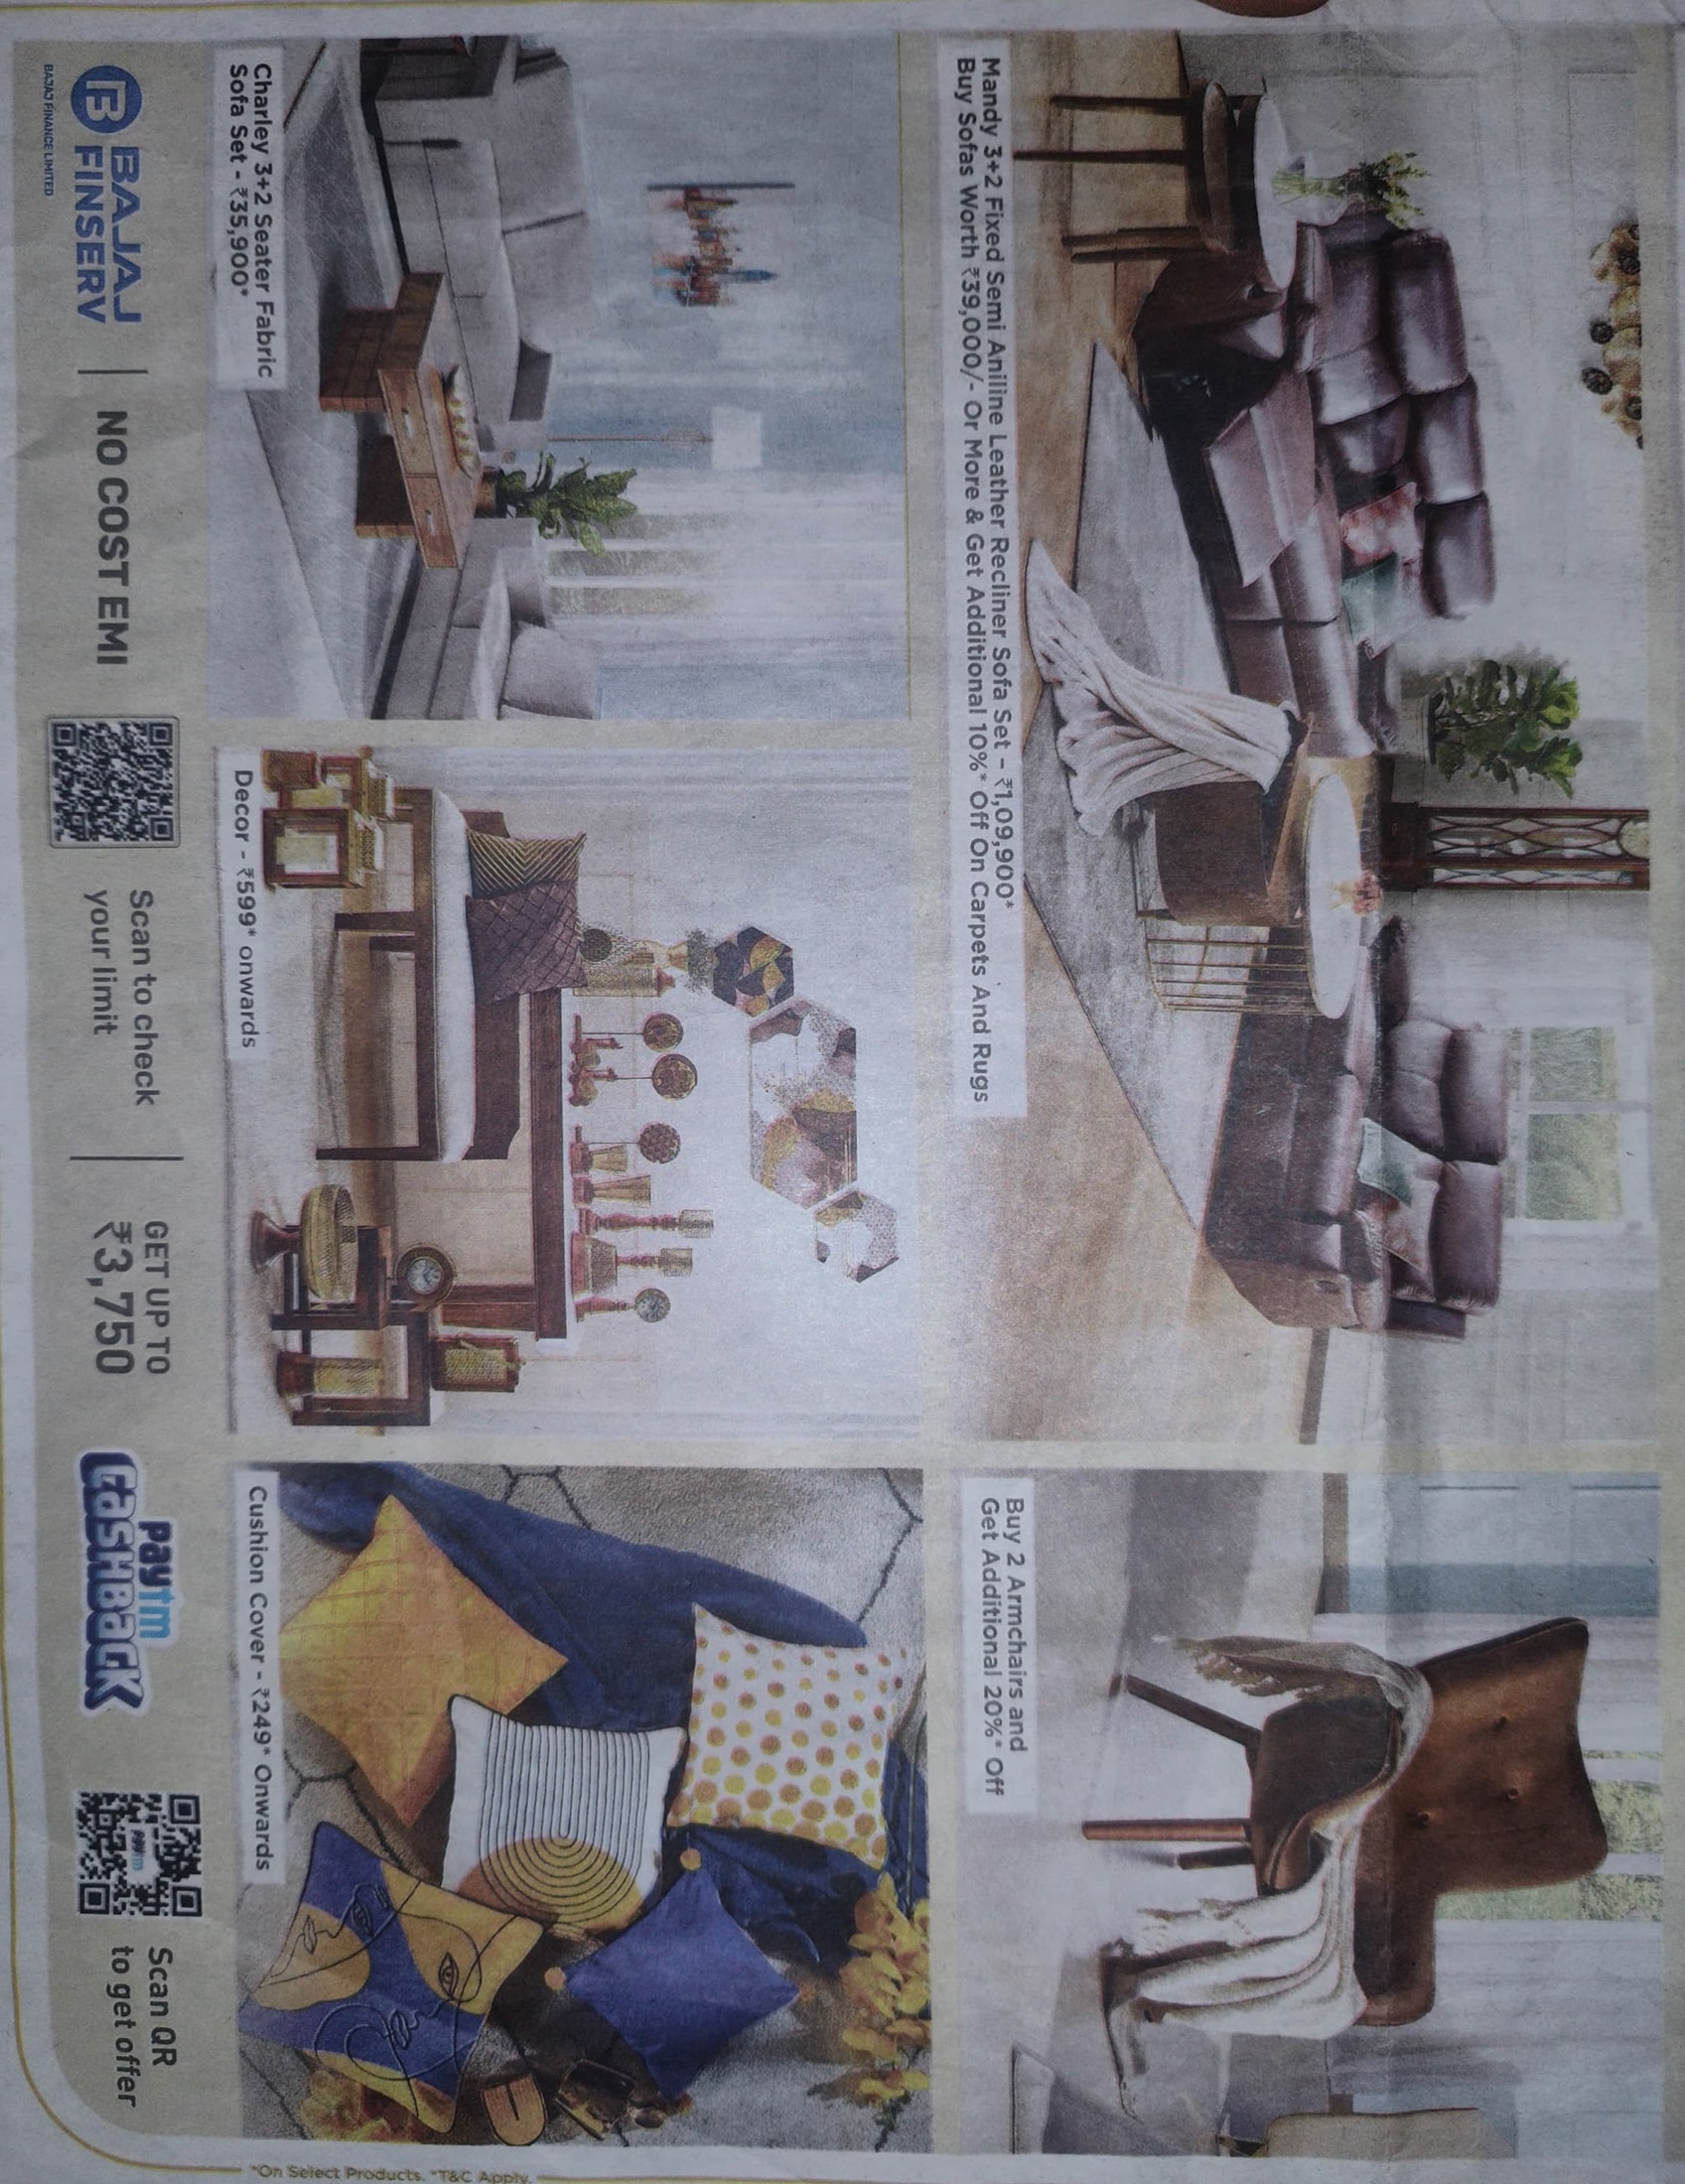 Mandy 3+2 Fixed Semi Aniline Leather Recliner Sofa Set – ₹1,09,900*
Buy Sofas Worth ₹39,000/- Or More & Get Additional 10%* Off On Carpets And Rugs
Buy 2 Armchairs and
Get Additional 20%* Off
Charley 3+2 Seater Fabric
Sofa Set - ₹35,900*
Decor - ₹599* onwards
Cushion Cover - ₹249* Onwards
*On Select Products. *T&C Apply.
B
BAJAJ
FINSERV
BAJAJ FINANCE LIMITED
NO COST EMI
Scan to check
your limit
GET UP TO
₹3,750
paytm
CASHBACK
paytm
Scan QR
to get offer